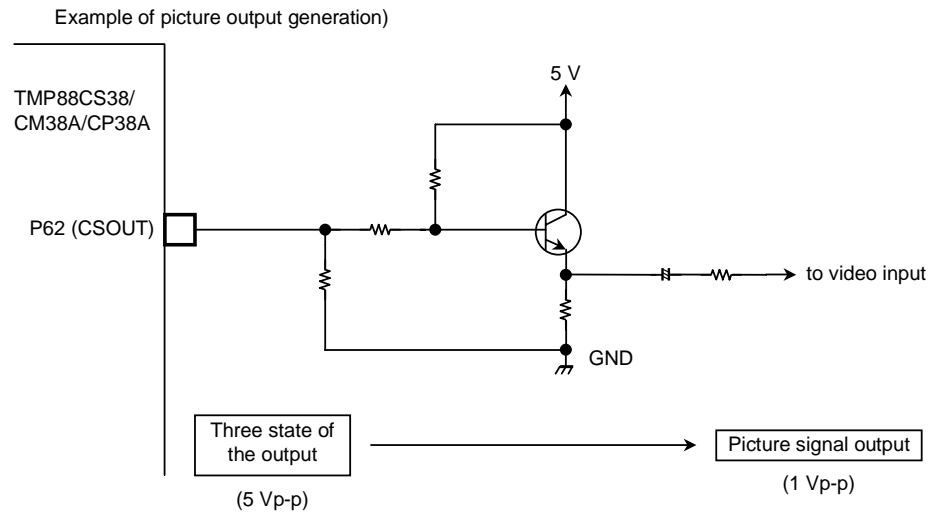 Example of picture output generation)
5 V
TMP88CS38/
CM38A/CP38A
P62 (CSOUT)
to video input
GND
Three state of
the output
Picture signal output
(5 Vp-p)
(1 Vp-p)